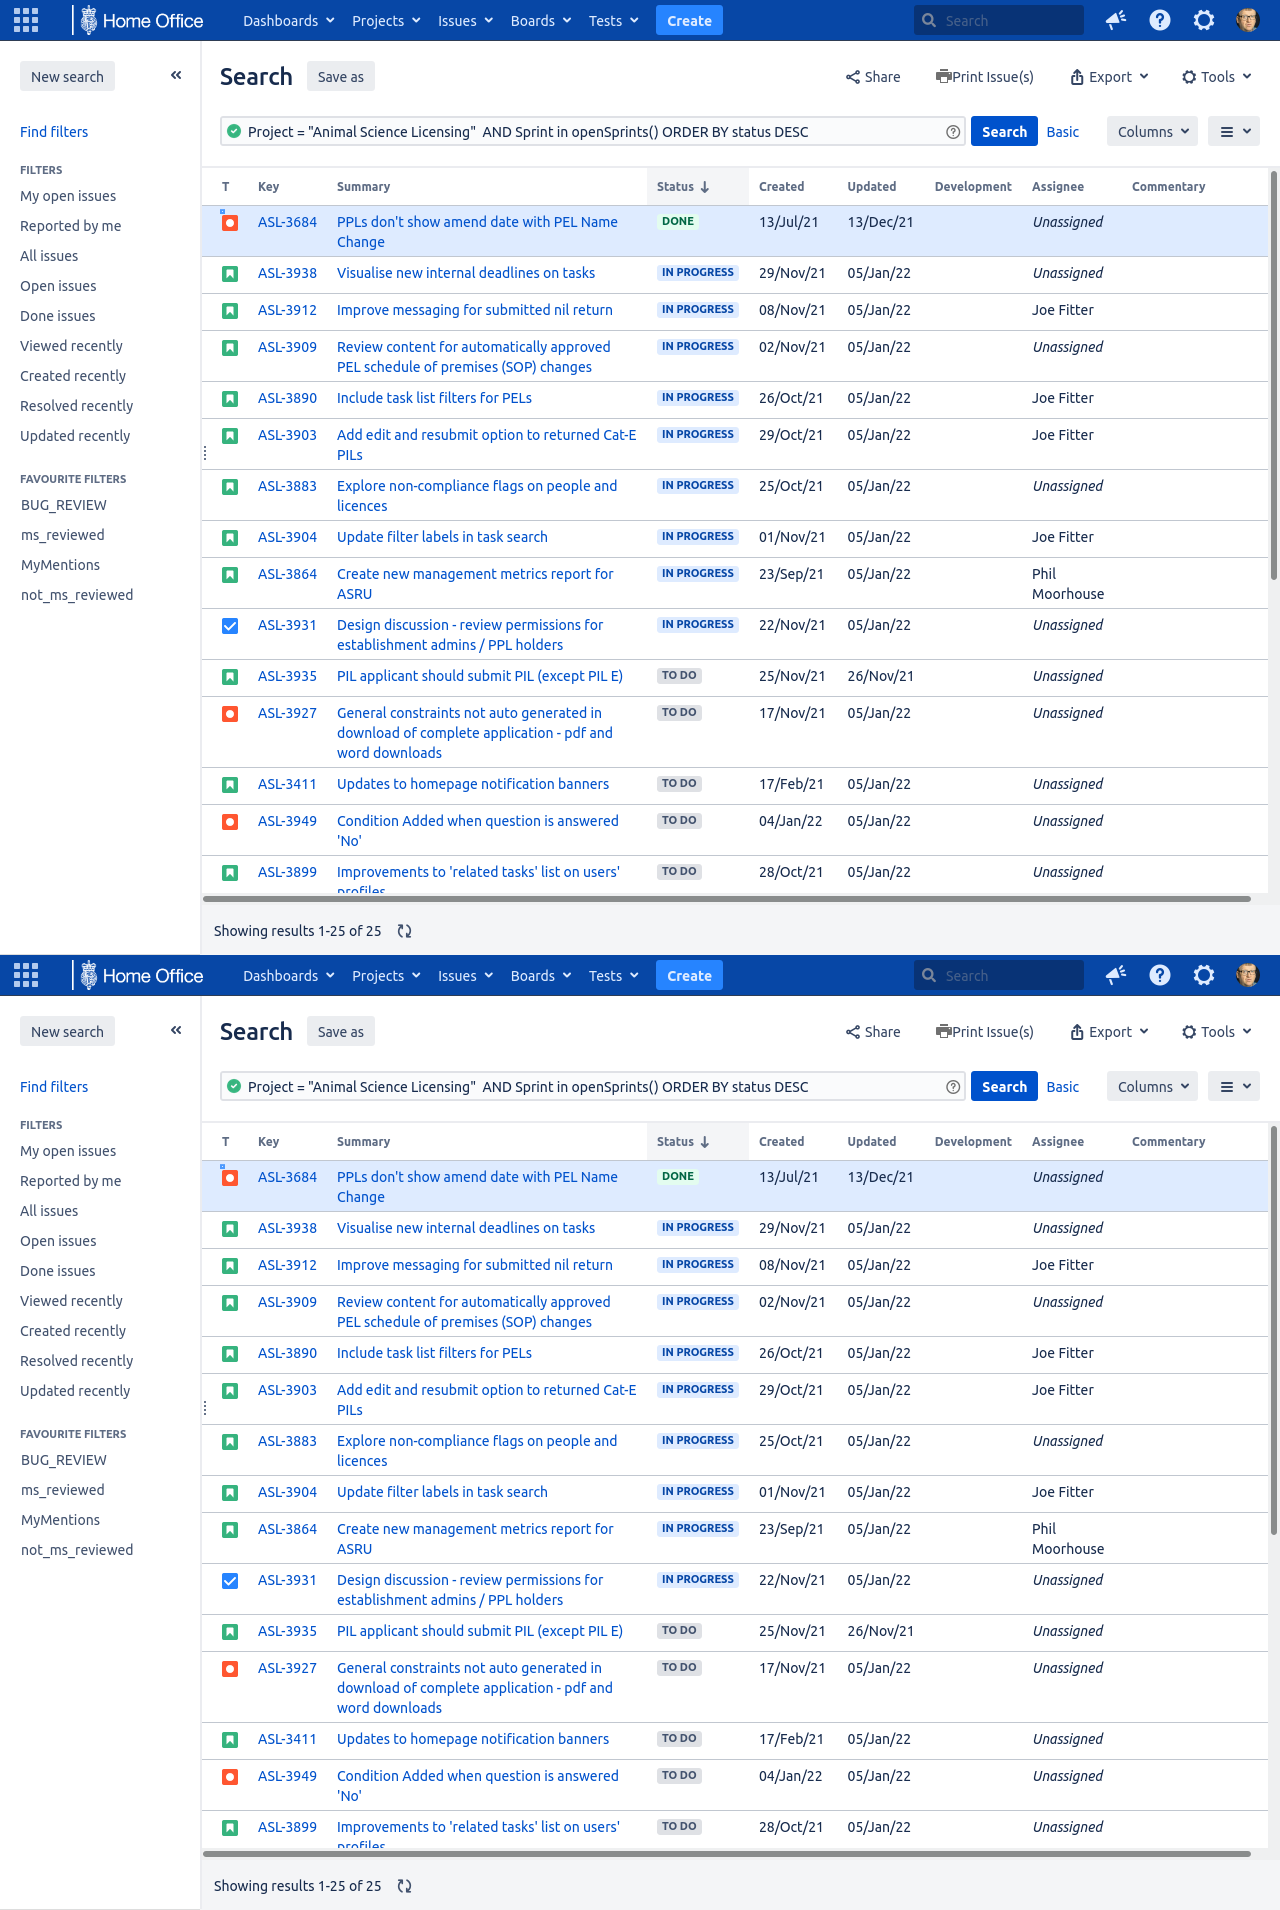 Home Office Dashboards Projects Issues Boards Tests Create Search
New search Search Save as Share Print Issue(s) Export Tools
Find filters Project = "Animal Science Licensing"  AND Sprint in openSprints() ORDER BY status DESC Search Basic Columns
FILTERS
My open issues
Reported by me
All issues
Open issues
Done issues
Viewed recently
Created recently
Resolved recently
Updated recently
FAVOURITE FILTERS
BUG_REVIEW
ms_reviewed
MyMentions
not_ms_reviewed
T Key Summary Status Created Updated Development Assignee Commentary
ASL-3684 PPLs don't show amend date with PEL Name DONE 13/Jul/21 13/Dec/21 Unassigned
Change
ASL-3938 Visualise new internal deadlines on tasks IN PROGRESS 29/Nov/21 05/Jan/22 Unassigned
ASL-3912 Improve messaging for submitted nil return IN PROGRESS 08/Nov/21 05/Jan/22 Joe Fitter
ASL-3909 Review content for automatically approved IN PROGRESS 02/Nov/21 05/Jan/22 Unassigned
PEL schedule of premises (SOP) changes
ASL-3890 Include task list filters for PELs IN PROGRESS 26/Oct/21 05/Jan/22 Joe Fitter
ASL-3903 Add edit and resubmit option to returned Cat-E IN PROGRESS 29/Oct/21 05/Jan/22 Joe Fitter
PILs
ASL-3883 Explore non-compliance flags on people and IN PROGRESS 25/Oct/21 05/Jan/22 Unassigned
licences
ASL-3904 Update filter labels in task search IN PROGRESS 01/Nov/21 05/Jan/22 Joe Fitter
ASL-3864 Create new management metrics report for IN PROGRESS 23/Sep/21 05/Jan/22 Phil
ASRU Moorhouse
ASL-3931 Design discussion - review permissions for IN PROGRESS 22/Nov/21 05/Jan/22 Unassigned
establishment admins / PPL holders
ASL-3935 PIL applicant should submit PIL (except PIL E) TO DO 25/Nov/21 26/Nov/21 Unassigned
ASL-3927 General constraints not auto generated in TO DO 17/Nov/21 05/Jan/22 Unassigned
download of complete application - pdf and
word downloads
ASL-3411 Updates to homepage notification banners TO DO 17/Feb/21 05/Jan/22 Unassigned
ASL-3949 Condition Added when question is answered TO DO 04/Jan/22 05/Jan/22 Unassigned
'No'
ASL-3899 Improvements to 'related tasks' list on users' TO DO 28/Oct/21 05/Jan/22 Unassigned
profiles
Showing results 1-25 of 25
Home Office Dashboards Projects Issues Boards Tests Create Search
New search Search Save as Share Print Issue(s) Export Tools
Find filters Project = "Animal Science Licensing"  AND Sprint in openSprints() ORDER BY status DESC Search Basic Columns
FILTERS
My open issues
Reported by me
All issues
Open issues
Done issues
Viewed recently
Created recently
Resolved recently
Updated recently
FAVOURITE FILTERS
BUG_REVIEW
ms_reviewed
MyMentions
not_ms_reviewed
T Key Summary Status Created Updated Development Assignee Commentary
ASL-3684 PPLs don't show amend date with PEL Name DONE 13/Jul/21 13/Dec/21 Unassigned
Change
ASL-3938 Visualise new internal deadlines on tasks IN PROGRESS 29/Nov/21 05/Jan/22 Unassigned
ASL-3912 Improve messaging for submitted nil return IN PROGRESS 08/Nov/21 05/Jan/22 Joe Fitter
ASL-3909 Review content for automatically approved IN PROGRESS 02/Nov/21 05/Jan/22 Unassigned
PEL schedule of premises (SOP) changes
ASL-3890 Include task list filters for PELs IN PROGRESS 26/Oct/21 05/Jan/22 Joe Fitter
ASL-3903 Add edit and resubmit option to returned Cat-E IN PROGRESS 29/Oct/21 05/Jan/22 Joe Fitter
PILs
ASL-3883 Explore non-compliance flags on people and IN PROGRESS 25/Oct/21 05/Jan/22 Unassigned
licences
ASL-3904 Update filter labels in task search IN PROGRESS 01/Nov/21 05/Jan/22 Joe Fitter
ASL-3864 Create new management metrics report for IN PROGRESS 23/Sep/21 05/Jan/22 Phil
ASRU Moorhouse
ASL-3931 Design discussion - review permissions for IN PROGRESS 22/Nov/21 05/Jan/22 Unassigned
establishment admins / PPL holders
ASL-3935 PIL applicant should submit PIL (except PIL E) TO DO 25/Nov/21 26/Nov/21 Unassigned
ASL-3927 General constraints not auto generated in TO DO 17/Nov/21 05/Jan/22 Unassigned
download of complete application - pdf and
word downloads
ASL-3411 Updates to homepage notification banners TO DO 17/Feb/21 05/Jan/22 Unassigned
ASL-3949 Condition Added when question is answered TO DO 04/Jan/22 05/Jan/22 Unassigned
'No'
ASL-3899 Improvements to 'related tasks' list on users' TO DO 28/Oct/21 05/Jan/22 Unassigned
profiles
Showing results 1-25 of 25